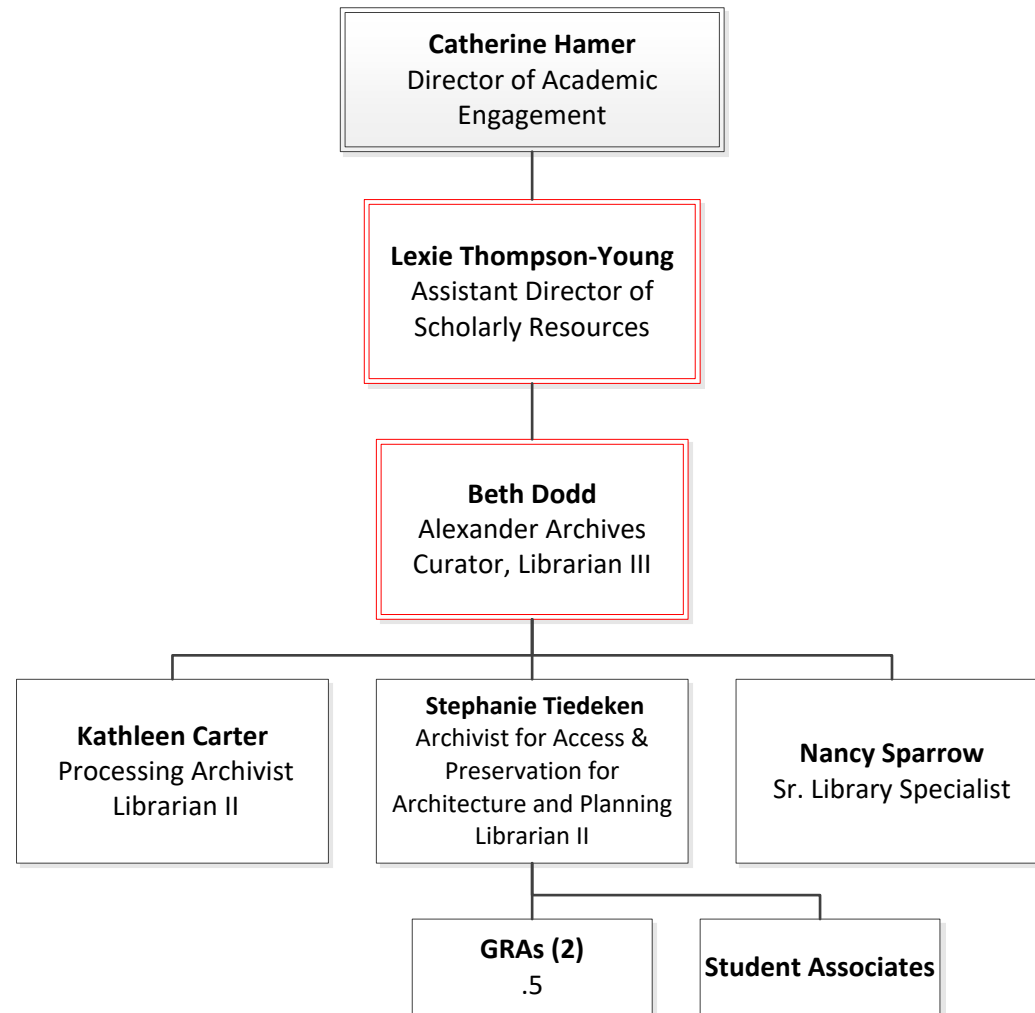 Catherine Hamer
Director of Academic
Engagement
Lexie Thompson-Young
Assistant Director of
Scholarly Resources
Beth Dodd
Alexander Archives
Curator, Librarian III
Kathleen Carter
Processing Archivist
Librarian II
Stephanie Tiedeken
Archivist for Access &
Preservation for
Architecture and Planning
Librarian II
Nancy Sparrow
Sr. Library Specialist
GRAs (2)
.5
Student Associates